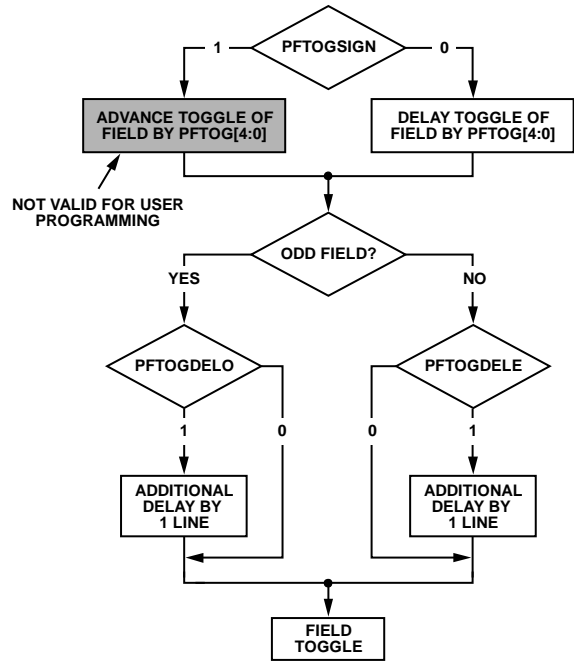 PFTOGSIGN
1
0
ADVANCE TOGGLE OF
FIELD BY PFTOG[4:0]
DELAY TOGGLE OF
FIELD BY PFTOG[4:0]
NOT VALID FOR USER
PROGRAMMING
ODD FIELD?
YES
NO
PFTOGDELO
PFTOGDELE
1
0
0
1
ADDITIONAL
DELAY BY
1 LINE
ADDITIONAL
DELAY BY
1 LINE
FIELD
TOGGLE